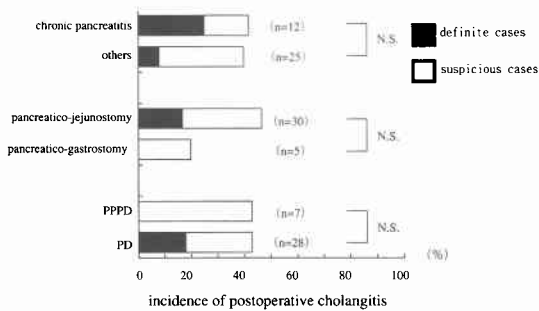 chronic pancreatitis (n=12)
others (n=25)
N.S.
definite cases
suspicious cases
pancreatico-jejunostomy (n=30)
pancreatico-gastrostomy (n=5)
N.S.
PPPD (n=7)
PD (n=28)
N.S.
0 20 40 60 80 100 (%)
incidence of postoperative cholangitis